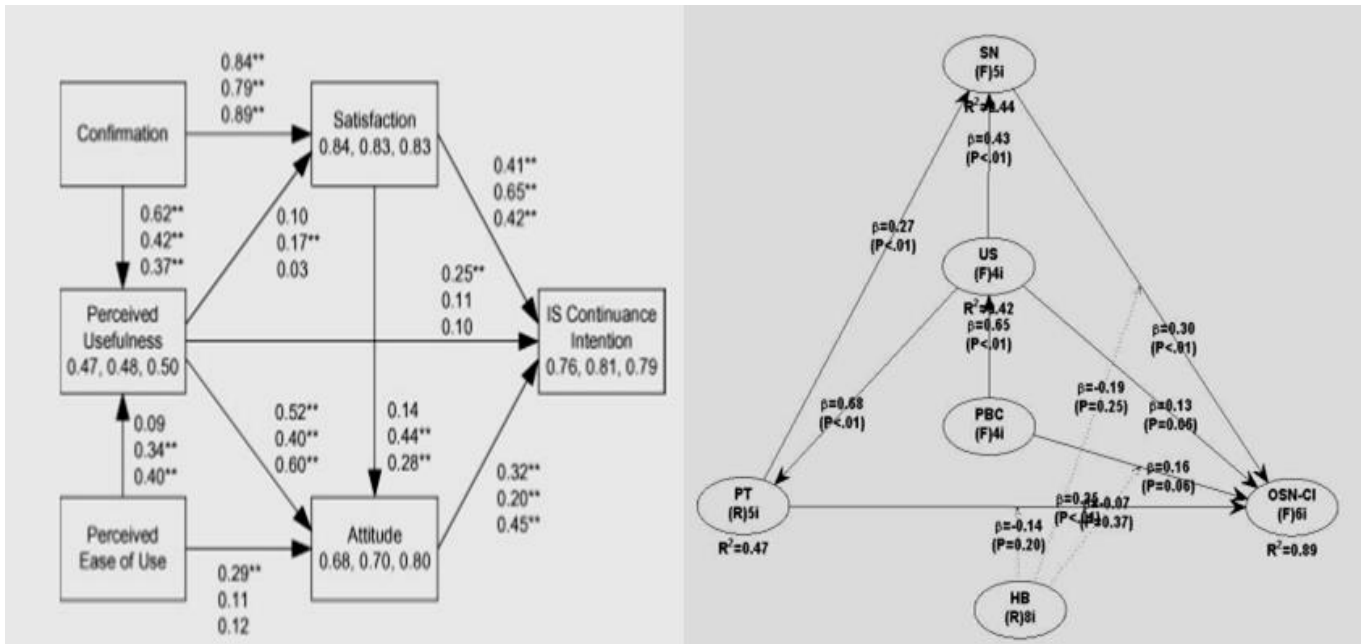 0.84**
0.79**
0.89**
Confirmation
Satisfaction
0.84, 0.83, 0.83
0.41**
0.65**
0.42**
0.62**
0.42**
0.37**
0.10
0.17**
0.03
0.25**
0.11
0.10
Perceived
Usefulness
0.47, 0.48, 0.50
IS Continuance
Intention
0.76, 0.81, 0.79
0.09
0.34**
0.40**
0.52**
0.40**
0.60**
0.14
0.44**
0.28**
0.32**
0.20**
0.45**
Perceived
Ease of Use
Attitude
0.68, 0.70, 0.80
0.29**
0.11
0.12
SN
(F)5i
R²=0.44
β=0.43
(P<.01)
β=0.27
(P<.01)
US
(F)4i
R²=0.42
β=0.65
(P<.01)
β=0.30
(P<.01)
β=-0.19
(P=0.25)
β=0.13
(P=0.06)
β=0.68
(P<.01)
PBC
(F)4i
β=0.16
(P=0.06)
PT
(R)5i
R²=0.47
OSN-CI
(F)6i
R²=0.89
β=-0.14
(P=0.20)
HB
(R)8i